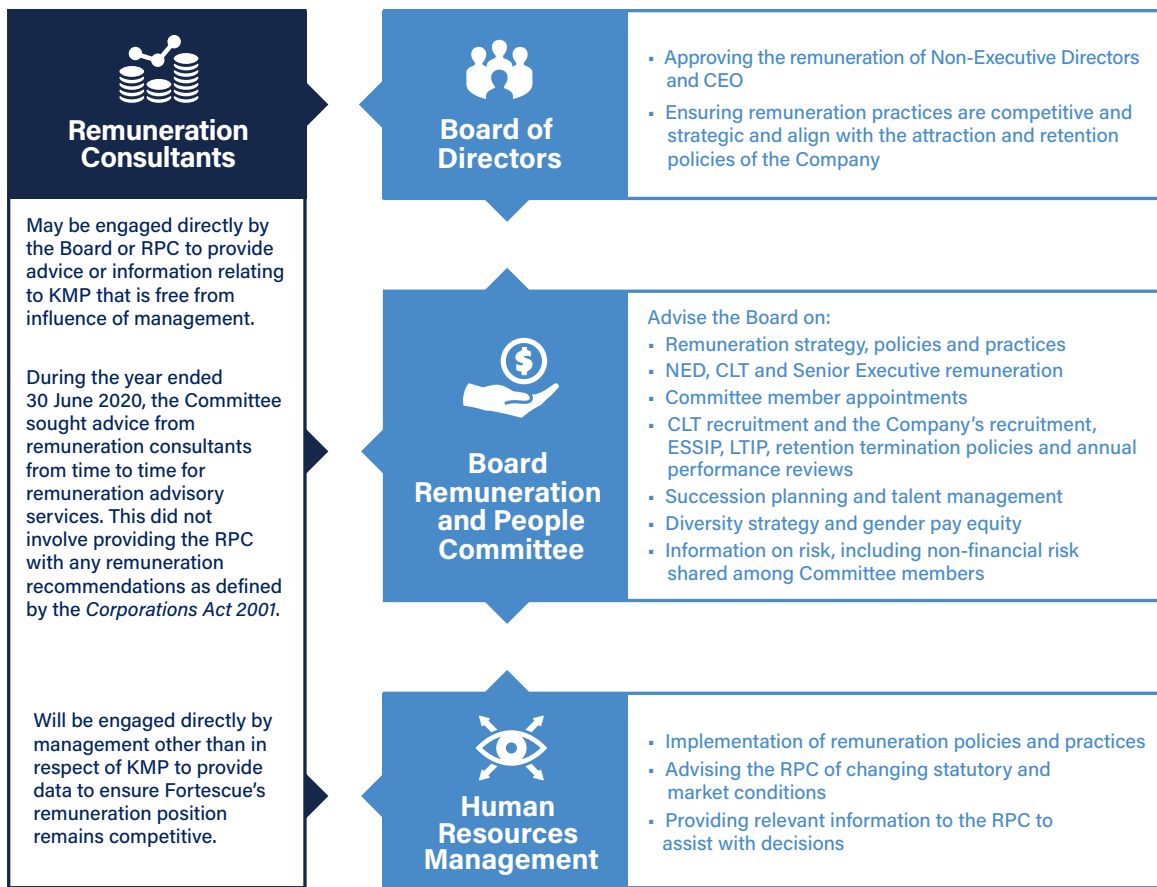 Remuneration
Consultants
May be engaged directly by
the Board or RPC to provide
advice or information relating
to KMP that is free from
influence of management.
During the year ended
30 June 2020, the Committee
sought advice from
remuneration consultants
from time to time for
remuneration advisory
services. This did not
involve providing the RPC
with any remuneration
recommendations as defined
by the Corporations Act 2001.
Will be engaged directly by
management other than in
respect of KMP to provide
data to ensure Fortescue's
remuneration position
remains competitive.
Board of
Directors
▪ Approving the remuneration of Non-Executive Directors
and CEO
▪ Ensuring remuneration practices are competitive and
strategic and align with the attraction and retention
policies of the Company
$
Board
Remuneration
and People
Committee
Advise the Board on:
▪ Remuneration strategy, policies and practices
▪ NED, CLT and Senior Executive remuneration
▪ Committee member appointments
▪ CLT recruitment and the Company's recruitment,
ESSIP, LTIP, retention termination policies and annual
performance reviews
▪ Succession planning and talent management
▪ Diversity strategy and gender pay equity
▪ Information on risk, including non-financial risk
shared among Committee members
Human
Resources
Management
▪ Implementation of remuneration policies and practices
▪ Advising the RPC of changing statutory and
market conditions
▪ Providing relevant information to the RPC to
assist with decisions